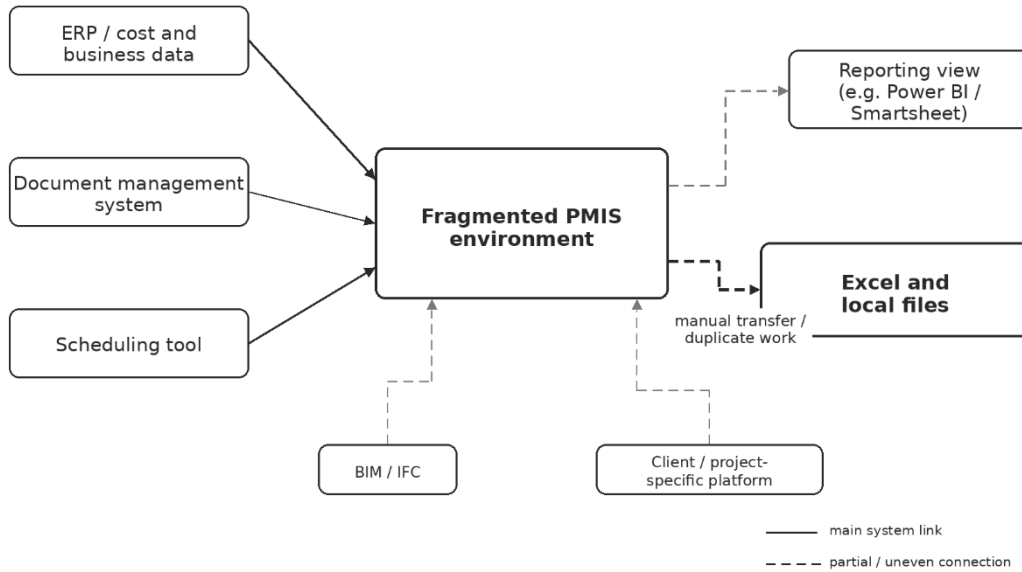 ERP / cost and
business data
Document management
system
Scheduling tool
Fragmented PMIS
environment
Reporting view
(e.g. Power BI /
Smartsheet)
Excel and
local files
manual transfer /
duplicate work
BIM / IFC
Client / project-
specific platform
main system link
partial / uneven connection